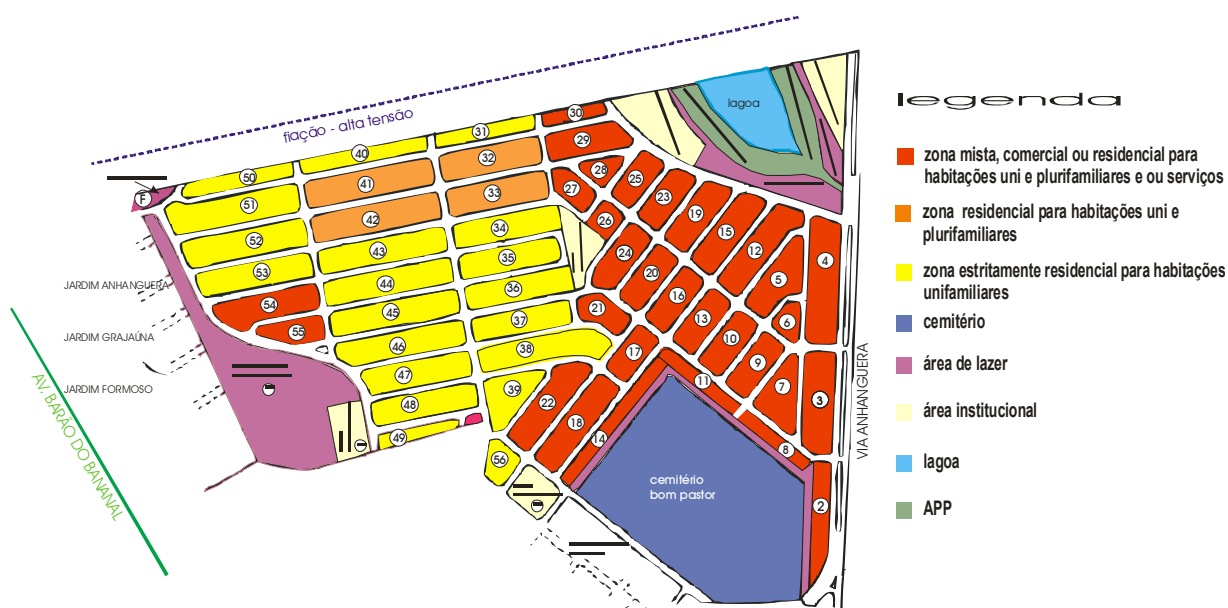 fiação - alta tensão
lagoa
legenda
zona mista, comercial ou residencial para
habitações uni e plurifamiliares e ou serviços
zona residencial para habitações uni e
plurifamiliares
zona estritamente residencial para habitações
unifamiliares
cemitério
área de lazer
área institucional
lagoa
APP
30
31
29
40
32
28
50
41
33
27
25
23
19
15
12
4
F
51
42
34
26
24
52
43
35
20
5
53
44
36
16
6
54
45
37
21
13
10
55
46
38
17
9
47
39
22
11
7
3
48
18
14
8
49
56
2
JARDIM ANHANGUERA
JARDIM GRAJAÚNA
JARDIM FORMOSO
AV. BARÃO DO BANANAL
VIA ANHANGUERA
cemitério
bom pastor